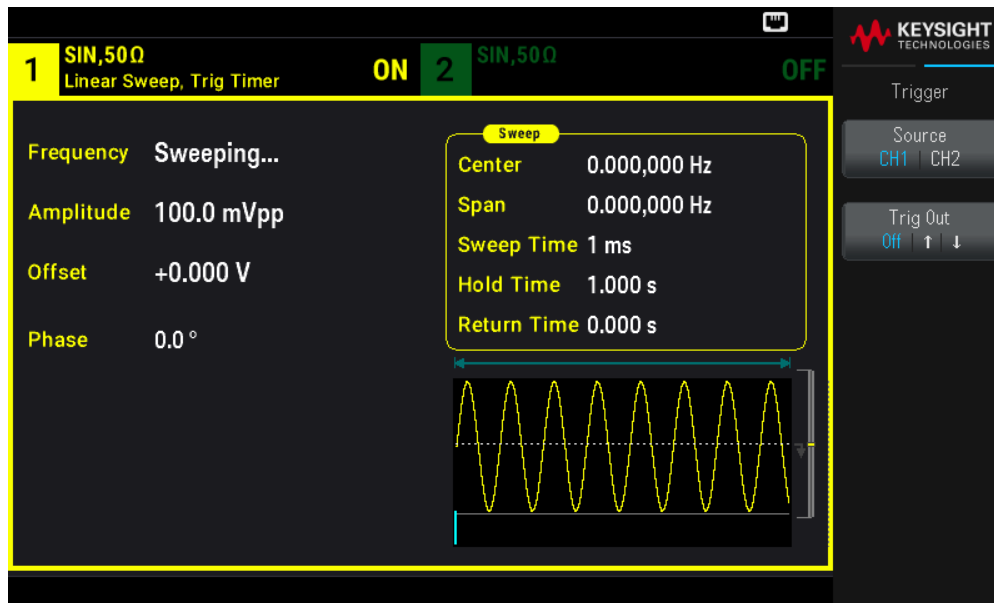 KEYSIGHT
TECHNOLOGIES
1
SIN,50Ω
Linear Sweep, Trig Timer
ON
2
SIN,50Ω
OFF
Frequency Sweeping...
Amplitude 100.0 mVpp
Offset +0.000 V
Phase 0.0 °
Sweep
Center 0.000,000 Hz
Span 0.000,000 Hz
Sweep Time 1 ms
Hold Time 1.000 s
Return Time 0.000 s
Trigger
Source
CH1 | CH2
Trig Out
Off | ↑ | ↓